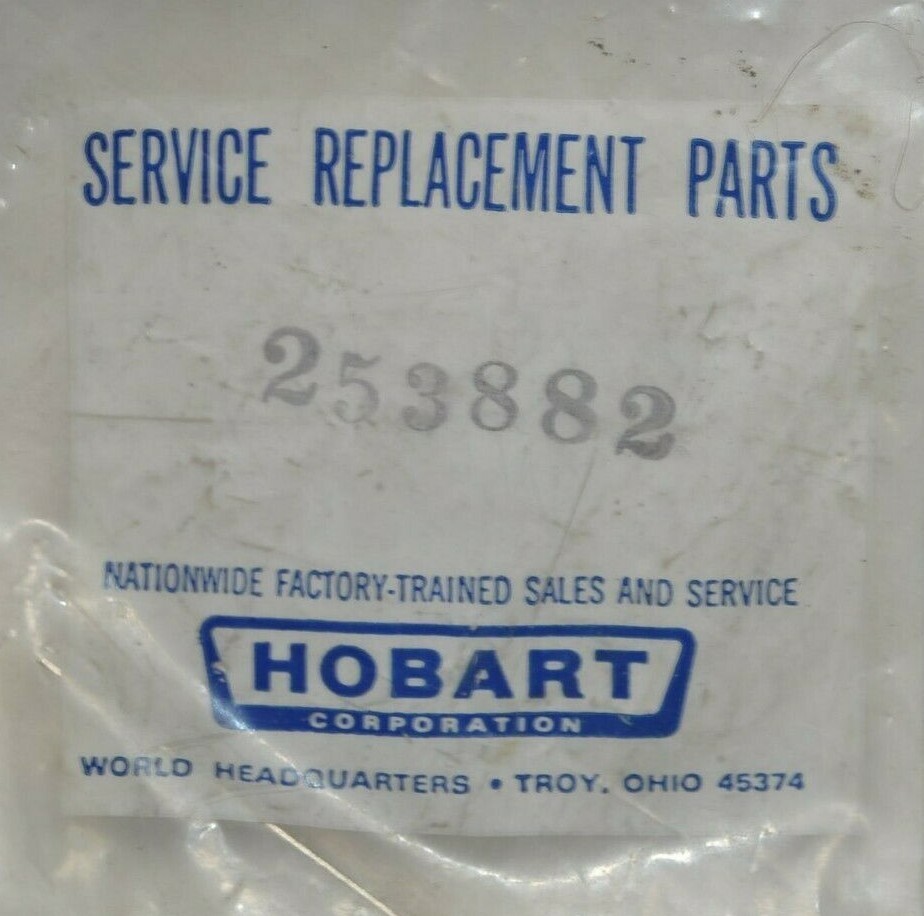 SERVICE REPLACEMENT PARTS
253882
NATIONWIDE FACTORY-TRAINED SALES AND SERVICE
HOBART
CORPORATION
WORLD HEADQUARTERS • TROY, OHIO 45374